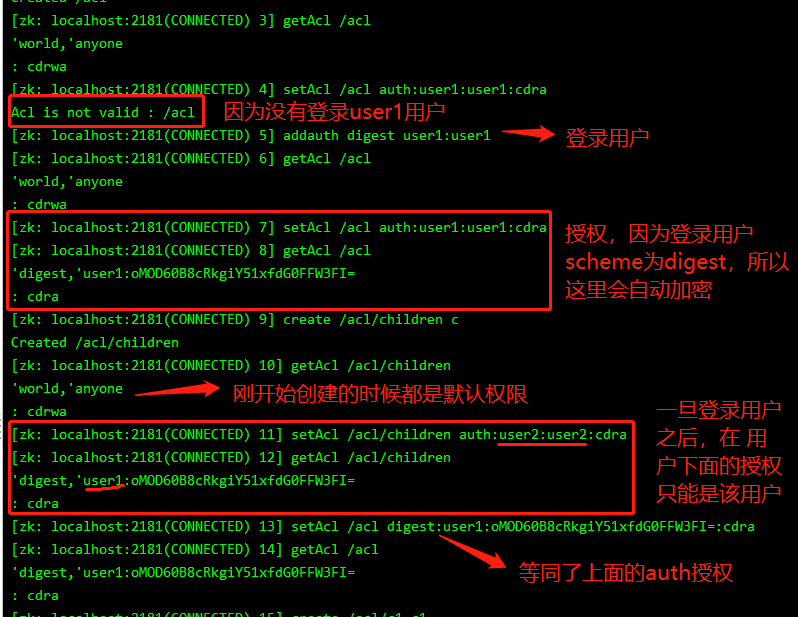 [zk: localhost:2181(CONNECTED) 3] getAcl /acl
'world,'anyone
: cdrwa
[zk: localhost:2181(CONNECTED) 4] setAcl /acl auth:user1:user1:cdra
Acl is not valid : /acl
因为没有登录user1用户
[zk: localhost:2181(CONNECTED) 5] addauth digest user1:user1
登录用户
[zk: localhost:2181(CONNECTED) 6] getAcl /acl
'world,'anyone
: cdrwa
[zk: localhost:2181(CONNECTED) 7] setAcl /acl auth:user1:user1:cdra
[zk: localhost:2181(CONNECTED) 8] getAcl /acl
'digest,'user1:oMOD60B8cRkgiY51xfdG0FFW3FI=
: cdra
授权，因为登录用户
scheme为digest，所以
这里会自动加密
[zk: localhost:2181(CONNECTED) 9] create /acl/children c
Created /acl/children
[zk: localhost:2181(CONNECTED) 10] getAcl /acl/children
'world,'anyone
刚开始创建的时候都是默认权限
: cdrwa
[zk: localhost:2181(CONNECTED) 11] setAcl /acl/children auth:user2:user2:cdra
[zk: localhost:2181(CONNECTED) 12] getAcl /acl/children
'digest,'user1:oMOD60B8cRkgiY51xfdG0FFW3FI=
: cdra
一旦登录用户
之后，在 用
户下面的授权
只能是该用户
[zk: localhost:2181(CONNECTED) 13] setAcl /acl digest:user1:oMOD60B8cRkgiY51xfdG0FFW3FI=:cdra
[zk: localhost:2181(CONNECTED) 14] getAcl /acl
'digest,'user1:oMOD60B8cRkgiY51xfdG0FFW3FI=
等同了上面的auth授权
: cdra